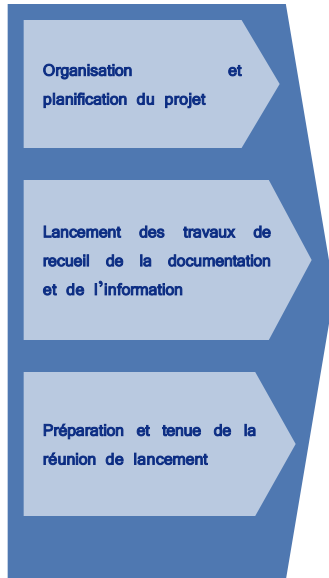 Organisation et
planification du projet
Lancement des travaux de
recueil de la documentation
et de l’information
Préparation et tenue de la
réunion de lancement